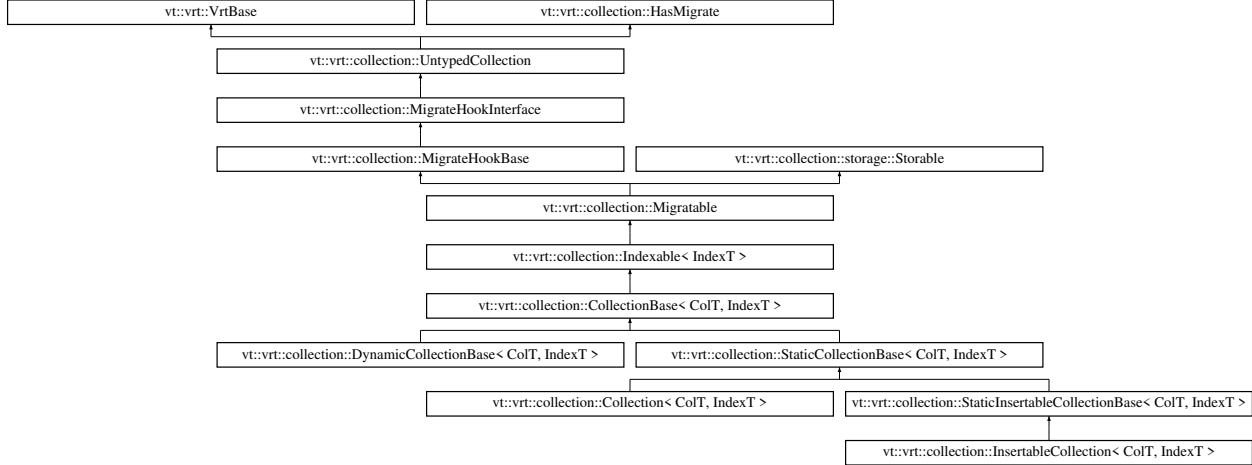 vt::vrt::VrtBase
vt::vrt::collection::HasMigrate
vt::vrt::collection::UntypedCollection
vt::vrt::collection::MigrateHookInterface
vt::vrt::collection::MigrateHookBase
vt::vrt::collection::storage::Storable
vt::vrt::collection::Migratable
vt::vrt::collection::Indexable< IndexT >
vt::vrt::collection::CollectionBase< ColT, IndexT >
vt::vrt::collection::DynamicCollectionBase< ColT, IndexT >
vt::vrt::collection::StaticCollectionBase< ColT, IndexT >
vt::vrt::collection::Collection< ColT, IndexT >
vt::vrt::collection::StaticInsertableCollectionBase< ColT, IndexT >
vt::vrt::collection::InsertableCollection< ColT, IndexT >